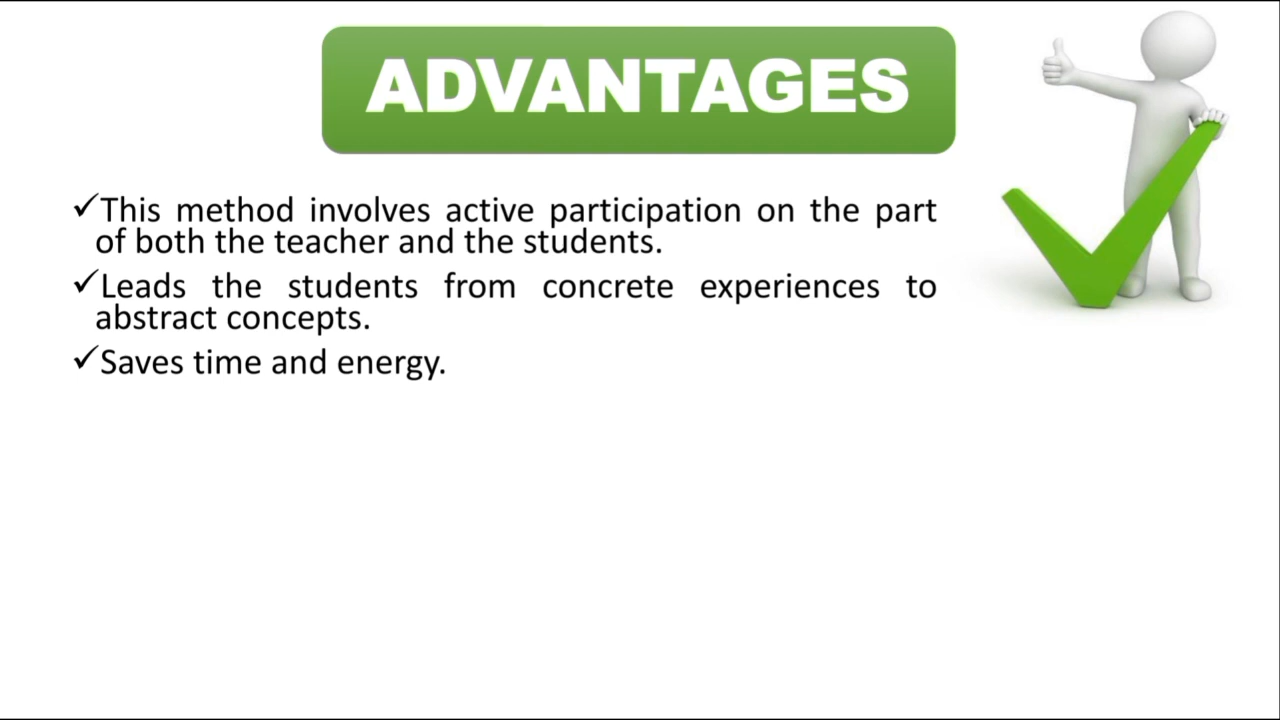 ADVANTAGES
✓This method involves active participation on the part
of both the teacher and the students.
✓Leads the students from concrete experiences to
abstract concepts.
✓Saves time and energy.